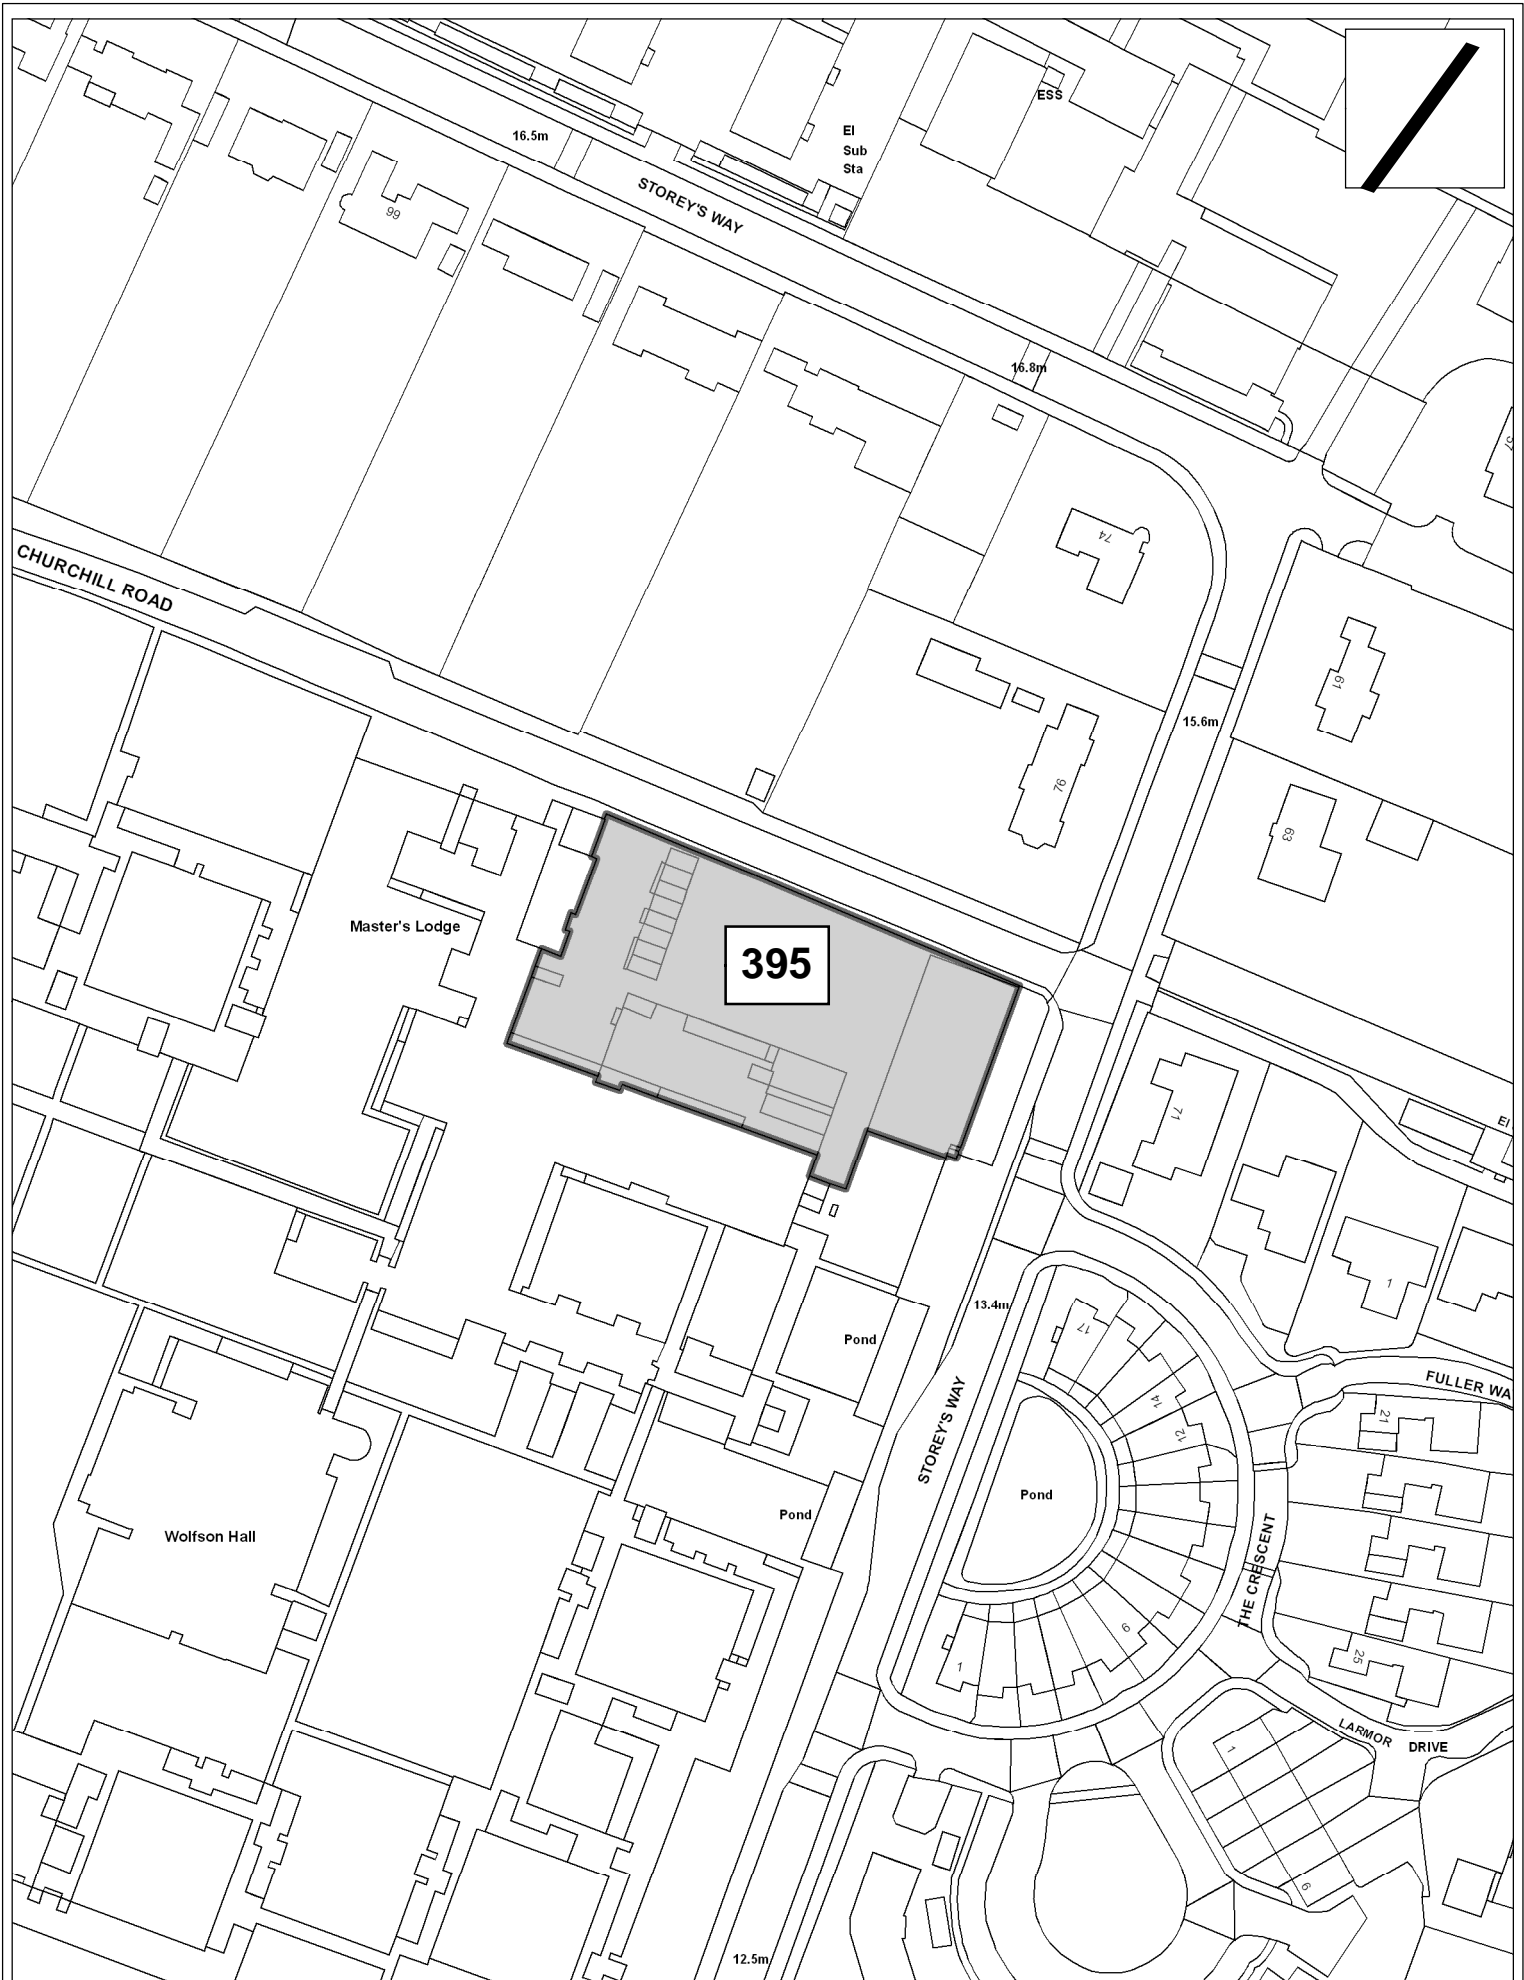 ESS
El
Sub
Sta
16.5m
STOREY'S WAY
99
16.8m
57
74
CHURCHILL ROAD
61
15.6m
76
63
Master's Lodge
395
71
El
1
13.4m
17
Pond
FULLER WA
STOREY'S WAY
14
21
12
Pond
Pond
Wolfson Hall
THE CRESCENT
9
25
1
LARMOR DRIVE
1
6
12.5m